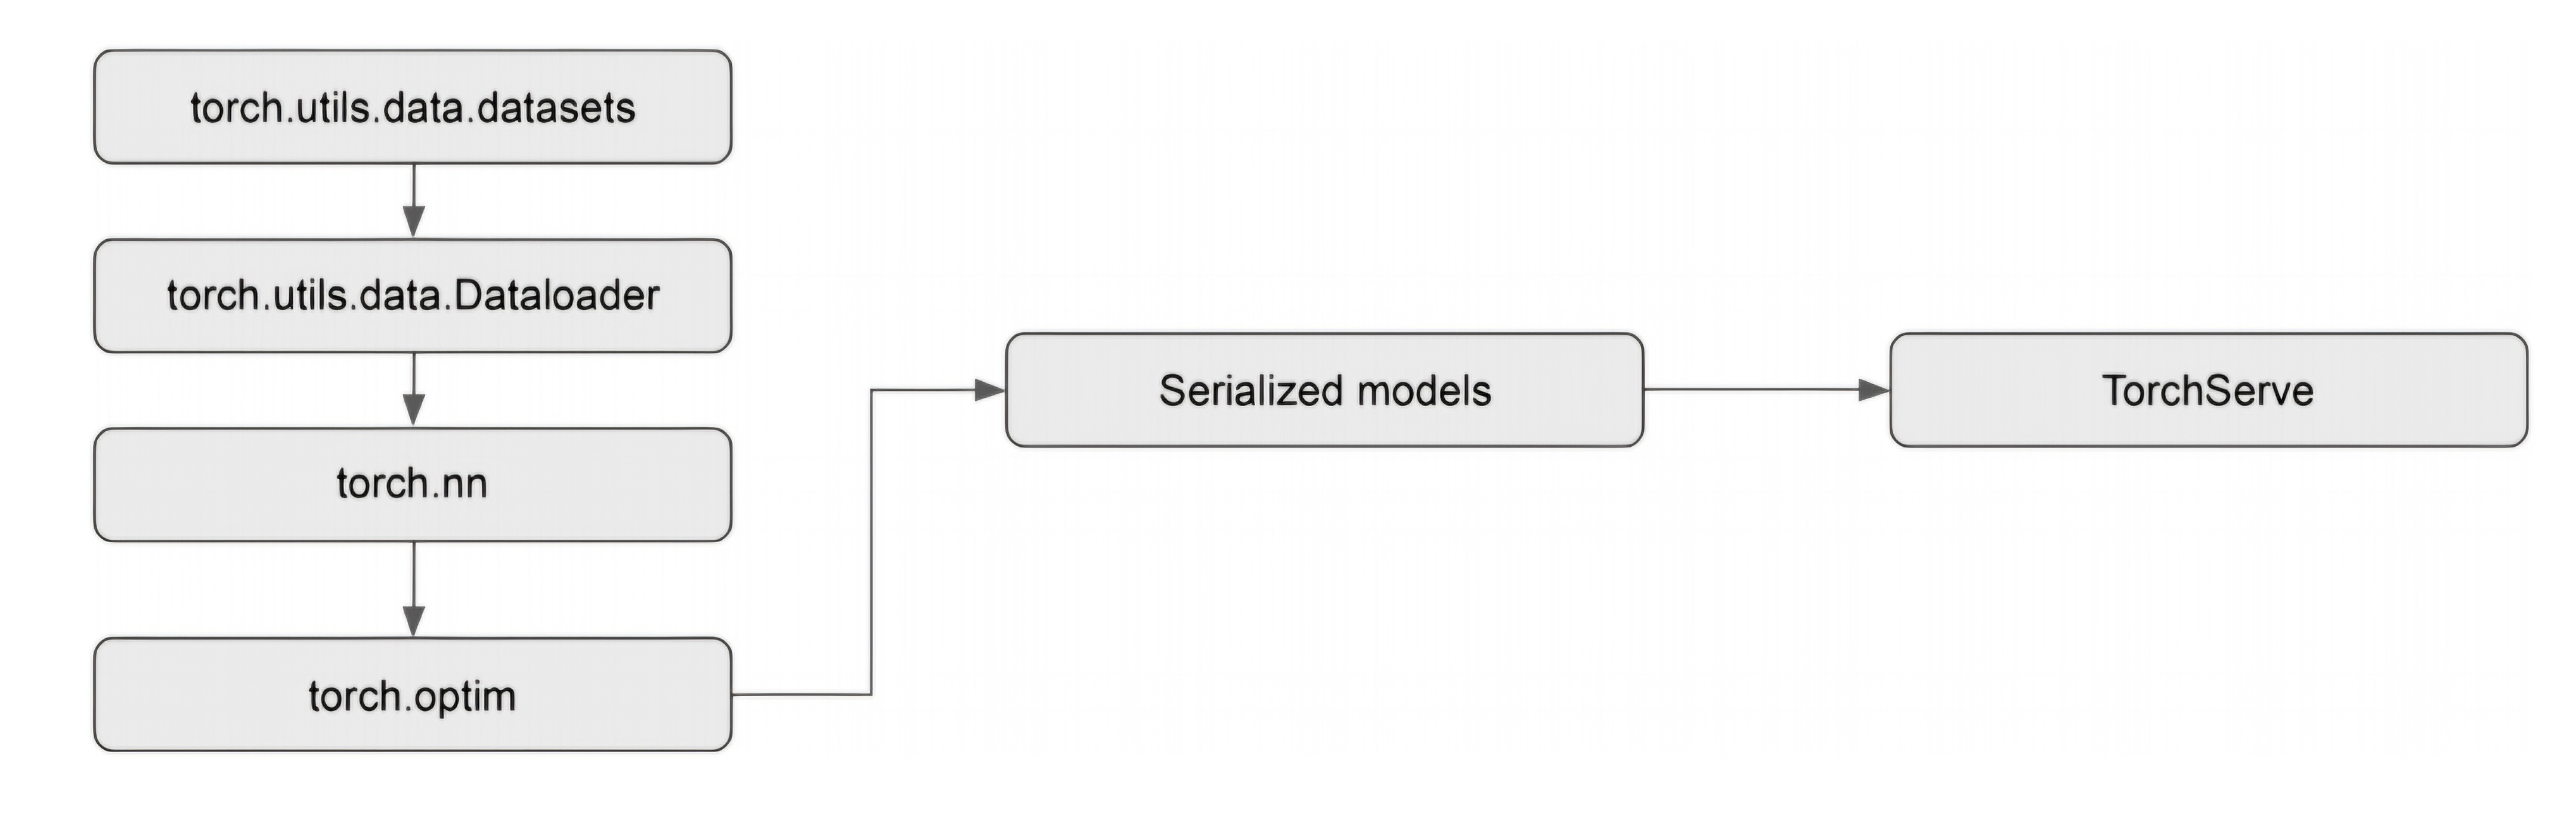 torch.utils.data.datasets
torch.utils.data.Dataloader
torch.nn
torch.optim
Serialized models
TorchServe